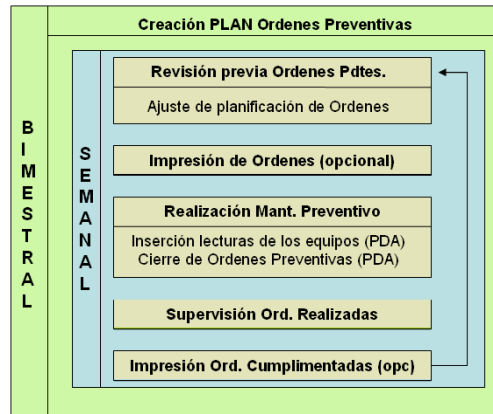 Creación PLAN Ordenes Preventivas
BIMESTRAL
SEMANAL
Revisión previa Ordenes Pdtes.
Ajuste de planificación de Ordenes
Impresión de Ordenes (opcional)
Realización Mant. Preventivo
Inserción lecturas de los equipos (PDA)
Cierre de Ordenes Preventivas (PDA)
Supervisión Ord. Realizadas
Impresión Ord. Cumplimentadas (opc)